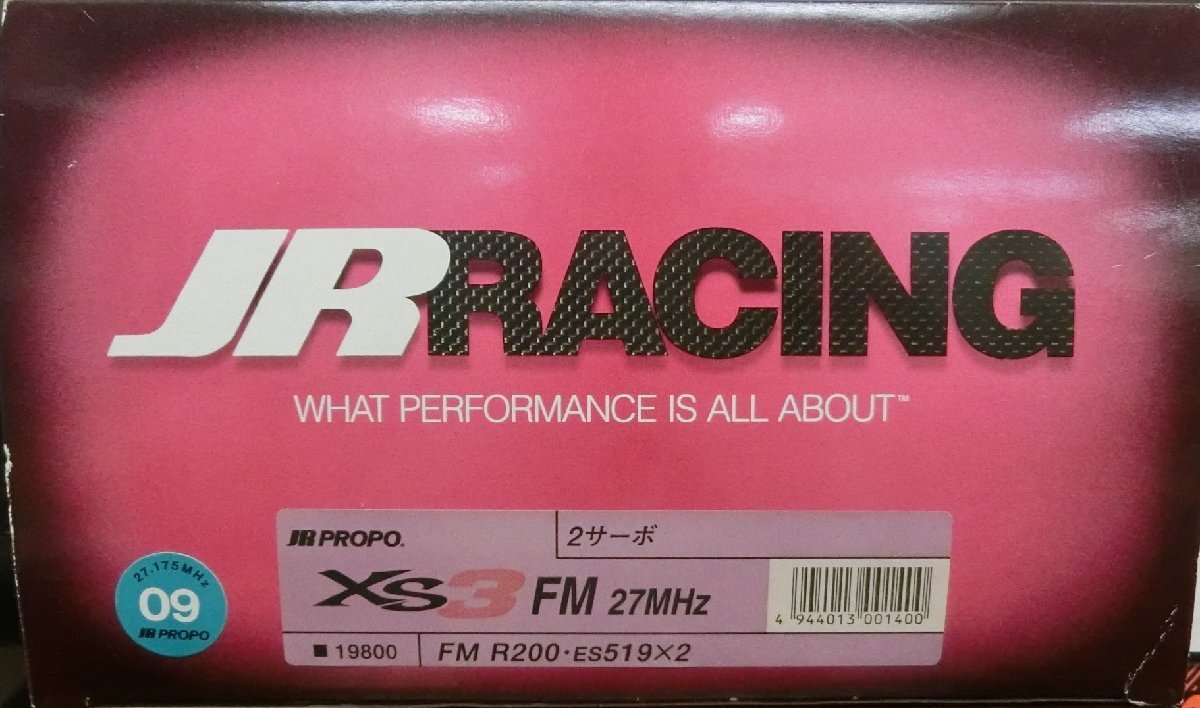 JR RACING
WHAT PERFORMANCE IS ALL ABOUT™
JR PROPO.
2サーボ
XS3 FM 27MHz
4 944013 001400
■19800
FM R200・ES519×2
27.175MHz
09
JR PROPO